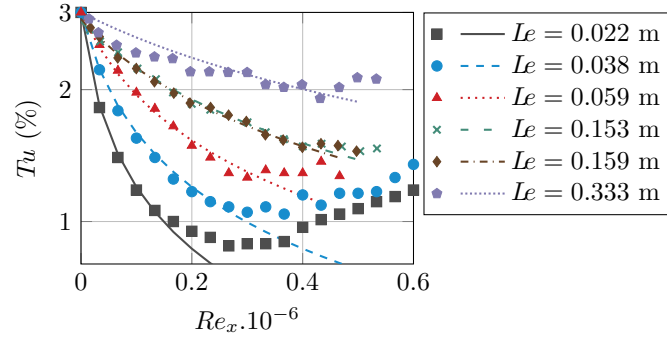 3
2
1
Tu (%)
0
0.2
0.4
0.6
Re_x.10^{-6}
Le = 0.022 m
Le = 0.038 m
Le = 0.059 m
Le = 0.153 m
Le = 0.159 m
Le = 0.333 m